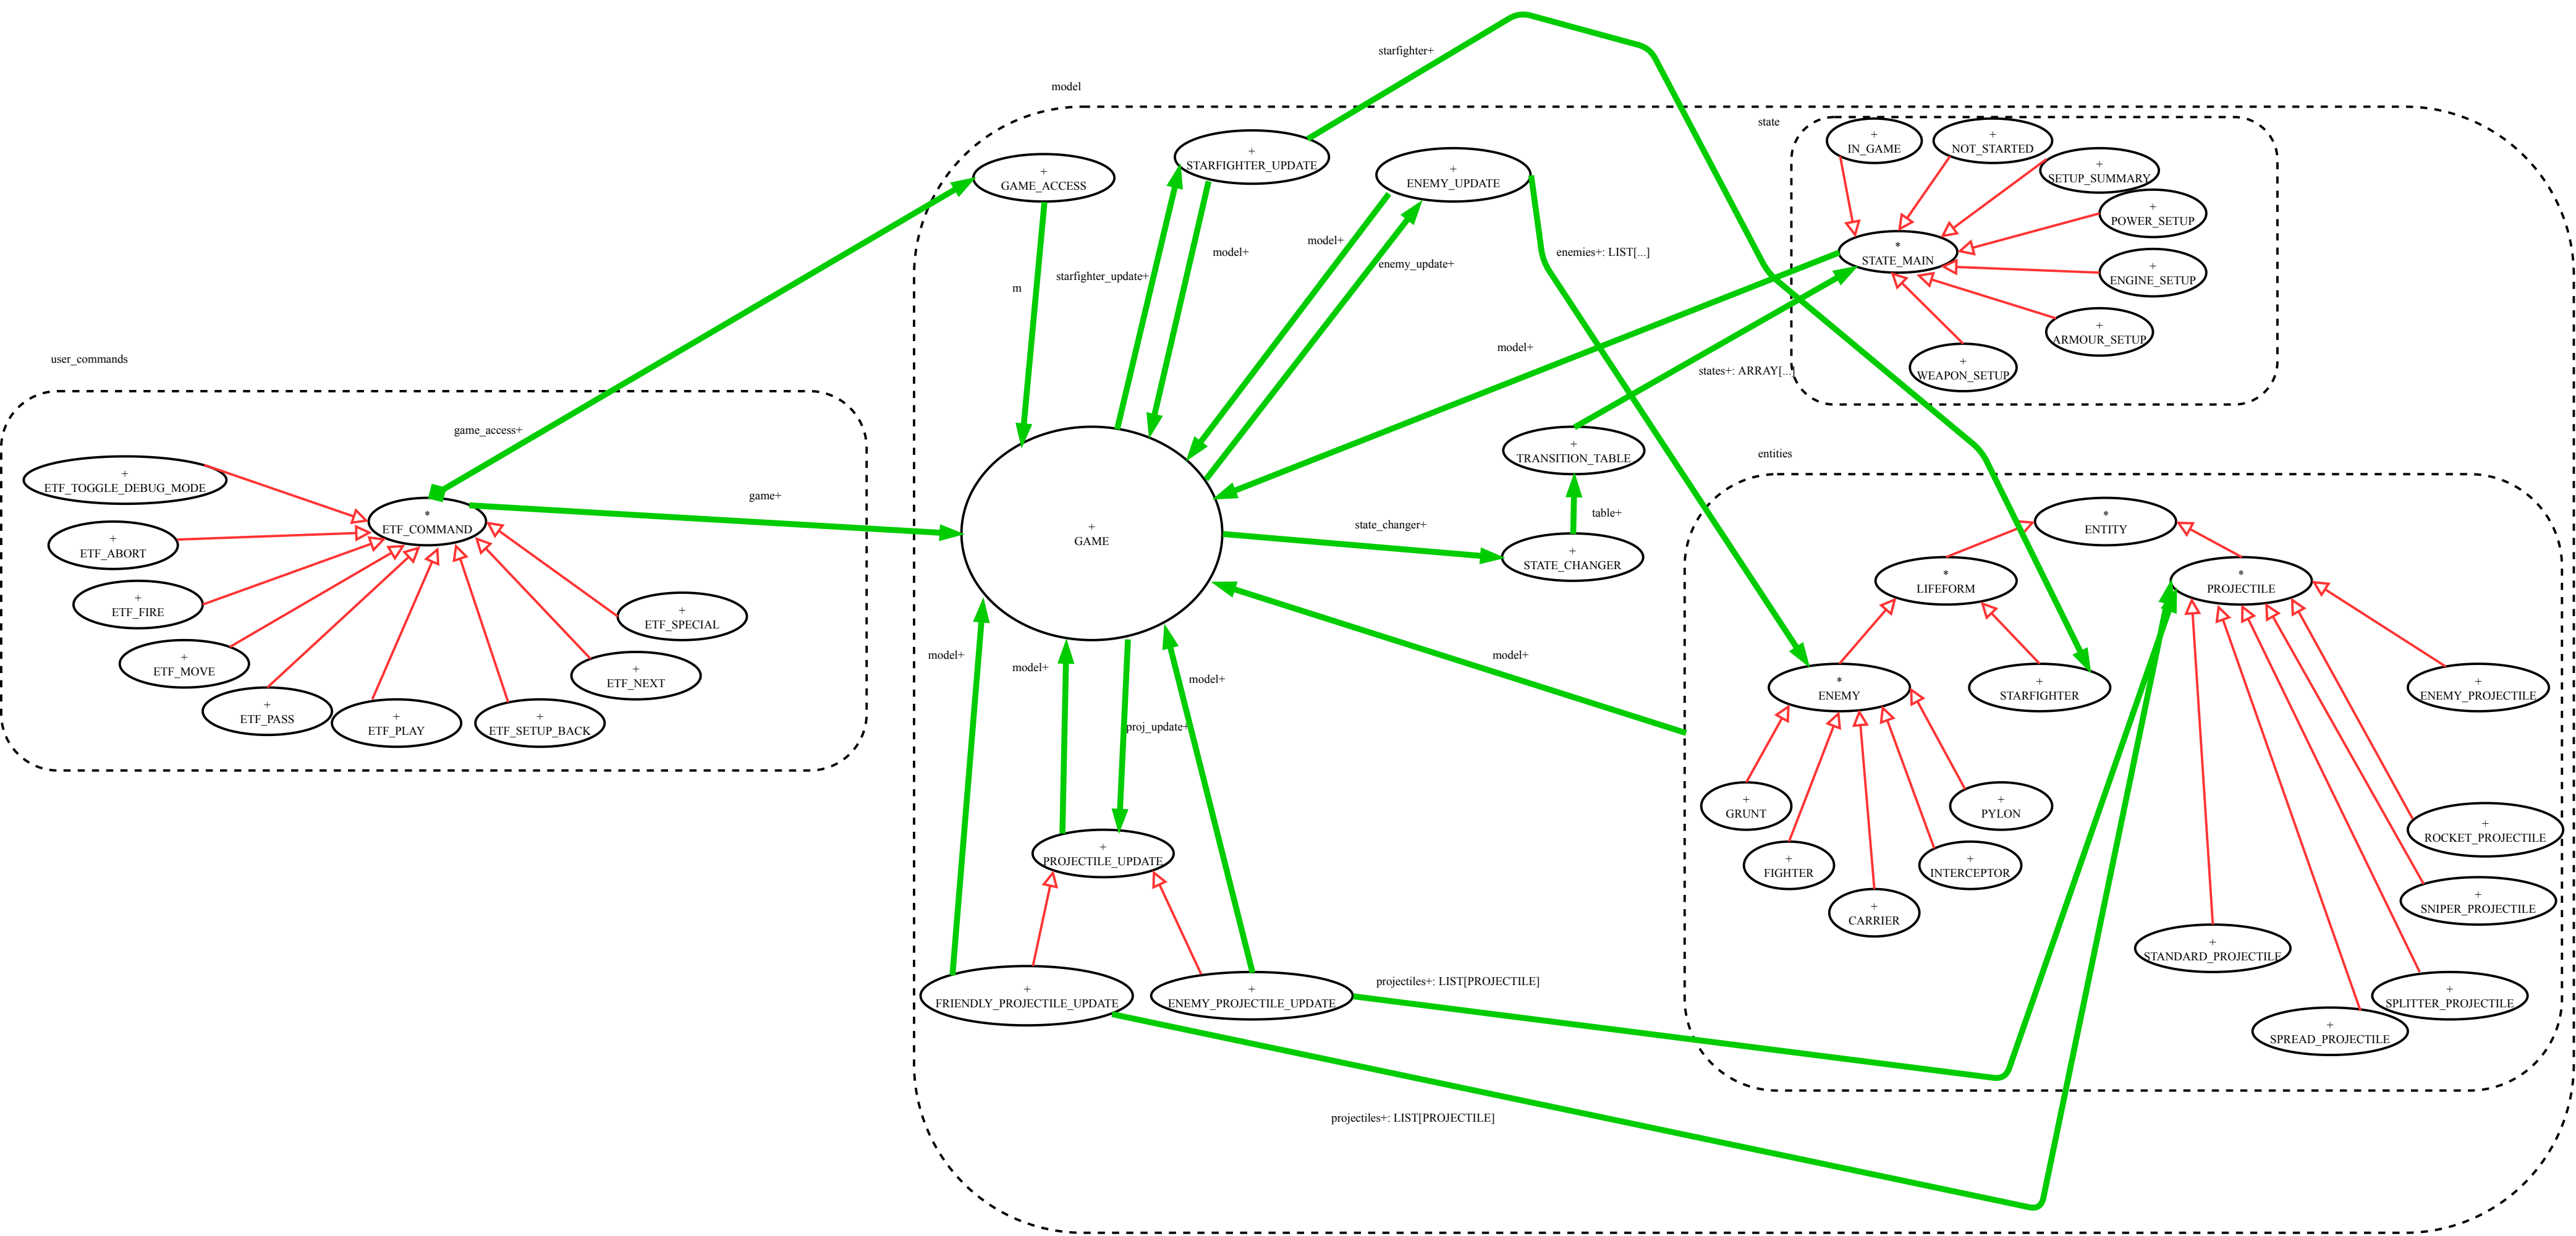 starfighter+
model
state
+
IN_GAME
+
NOT_STARTED
+
STARFIGHTER_UPDATE
+
ENEMY_UPDATE
+
GAME_ACCESS
+
SETUP_SUMMARY
+
POWER_SETUP
*
STATE_MAIN
+
ENGINE_SETUP
+
ARMOUR_SETUP
+
WEAPON_SETUP
model+
model+
enemies+: LIST[...]
starfighter_update+
enemy_update+
m
model+
states+: ARRAY[...]
user_commands
game_access+
game+
+
ETF_TOGGLE_DEBUG_MODE
*
ETF_COMMAND
+
ETF_ABORT
+
ETF_FIRE
+
ETF_MOVE
+
ETF_PASS
+
ETF_PLAY
+
ETF_SETUP_BACK
+
ETF_NEXT
+
ETF_SPECIAL
+
GAME
+
TRANSITION_TABLE
table+
state_changer+
+
STATE_CHANGER
entities
*
ENTITY
*
LIFEFORM
*
PROJECTILE
model+
model+
model+
model+
proj_update+
*
ENEMY
+
STARFIGHTER
+
ENEMY_PROJECTILE
+
GRUNT
+
PYLON
+
FIGHTER
+
INTERCEPTOR
+
CARRIER
+
ROCKET_PROJECTILE
+
SNIPER_PROJECTILE
+
STANDARD_PROJECTILE
+
SPLITTER_PROJECTILE
+
SPREAD_PROJECTILE
+
PROJECTILE_UPDATE
+
FRIENDLY_PROJECTILE_UPDATE
+
ENEMY_PROJECTILE_UPDATE
projectiles+: LIST[PROJECTILE]
projectiles+: LIST[PROJECTILE]